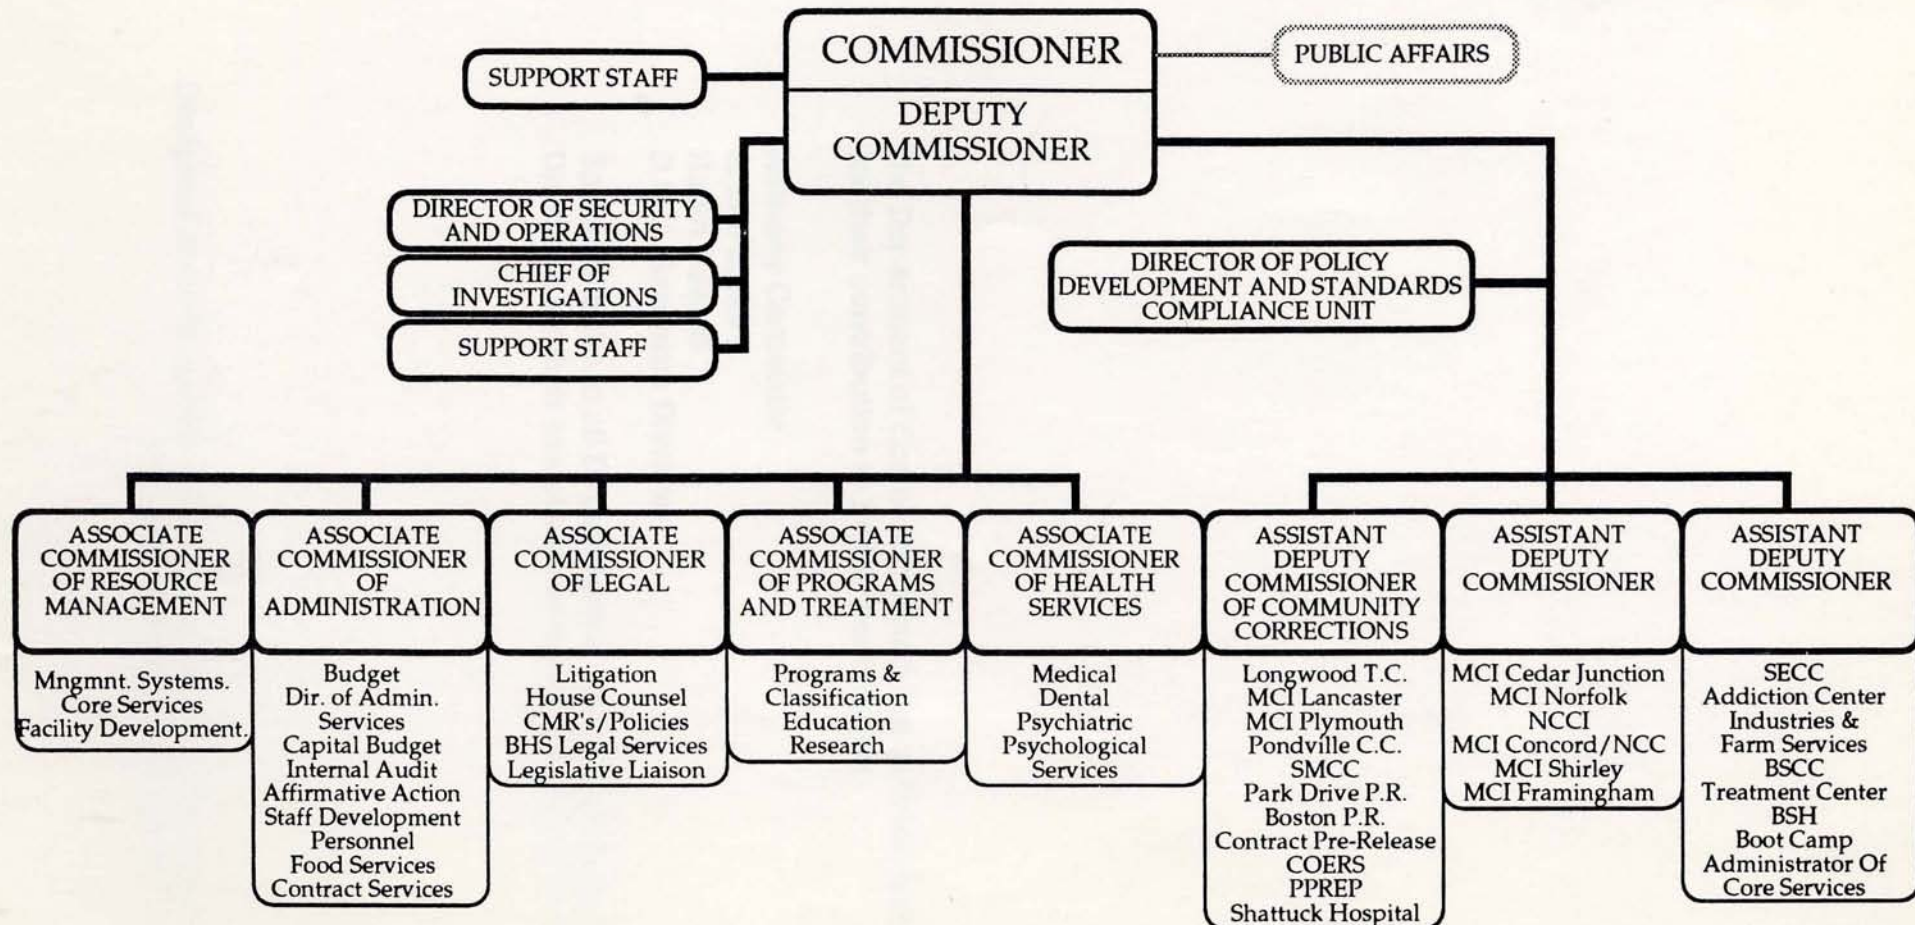 COMMISSIONER
DEPUTY
COMMISSIONER
SUPPORT STAFF
PUBLIC AFFAIRS
DIRECTOR OF SECURITY
AND OPERATIONS
CHIEF OF
INVESTIGATIONS
SUPPORT STAFF
DIRECTOR OF POLICY
DEVELOPMENT AND STANDARDS
COMPLIANCE UNIT
ASSOCIATE
COMMISSIONER
OF RESOURCE
MANAGEMENT
Mngmnt. Systems.
Core Services
Facility Development.
ASSOCIATE
COMMISSIONER
OF
ADMINISTRATION
Budget
Dir. of Admin.
Services
Capital Budget
Internal Audit
Affirmative Action
Staff Development
Personnel
Food Services
Contract Services
ASSOCIATE
COMMISSIONER
OF LEGAL
Litigation
House Counsel
CMR's/Policies
BHS Legal Services
Legislative Liaison
ASSOCIATE
COMMISSIONER
OF PROGRAMS
AND TREATMENT
Programs &
Classification
Education
Research
ASSOCIATE
COMMISSIONER
OF HEALTH
SERVICES
Medical
Dental
Psychiatric
Psychological
Services
ASSISTANT
DEPUTY
COMMISSIONER
OF COMMUNITY
CORRECTIONS
Longwood T.C.
MCI Lancaster
MCI Plymouth
Pondville C.C.
SMCC
Park Drive P.R.
Boston P.R.
Contract Pre-Release
COERS
PPREP
Shattuck Hospital
ASSISTANT
DEPUTY
COMMISSIONER
MCI Cedar Junction
MCI Norfolk
NCCI
MCI Concord/NCC
MCI Shirley
MCI Framingham
ASSISTANT
DEPUTY
COMMISSIONER
SECC
Addiction Center
Industries &
Farm Services
BSCC
Treatment Center
BSH
Boot Camp
Administrator Of
Core Services